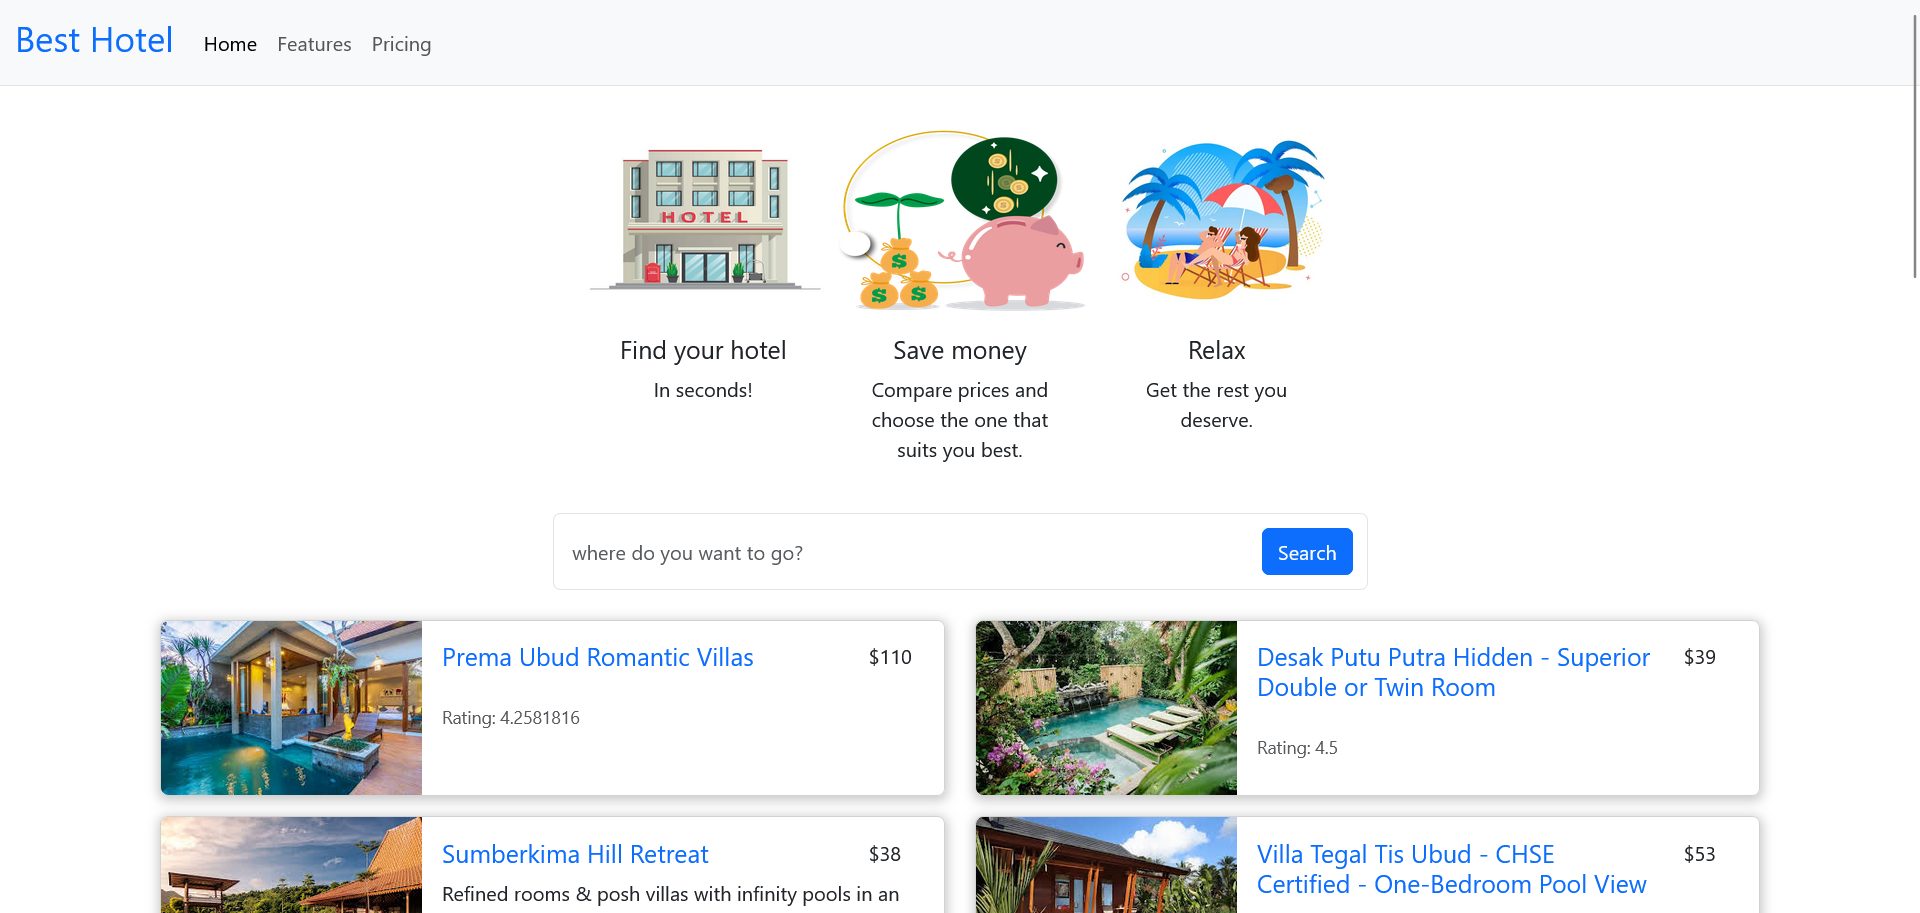 Best Hotel
Home
Features
Pricing
HOTEL
$
$
$
Find your hotel
In seconds!
Save money
Compare prices and
choose the one that
suits you best.
Relax
Get the rest you
deserve.
where do you want to go?
Search
Prema Ubud Romantic Villas
$110
Rating: 4.2581816
Desak Putu Putra Hidden - Superior
Double or Twin Room
$39
Rating: 4.5
Sumberkima Hill Retreat
$38
Refined rooms & posh villas with infinity pools in an
Villa Tegal Tis Ubud - CHSE
Certified - One-Bedroom Pool View
$53